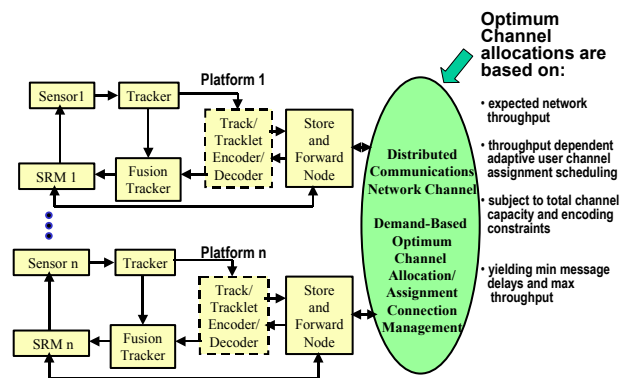 Optimum
Channel
allocations are
based on:
Platform 1
Sensor1
Tracker
Track/
Tracklet
Encoder/
Decoder
Store
and
Forward
Node
SRM 1
Fusion
Tracker
Platform n
Sensor n
Tracker
Track/
Tracklet
Encoder/
Decoder
Store
and
Forward
Node
SRM n
Fusion
Tracker
Distributed
Communications
Network Channel
Demand-Based
Optimum
Channel
Allocation/
Assignment
Connection
Management
• expected network
throughput
• throughput dependent
adaptive user channel
assignment scheduling
• subject to total channel
capacity and encoding
constraints
• yielding min message
delays and max
throughput